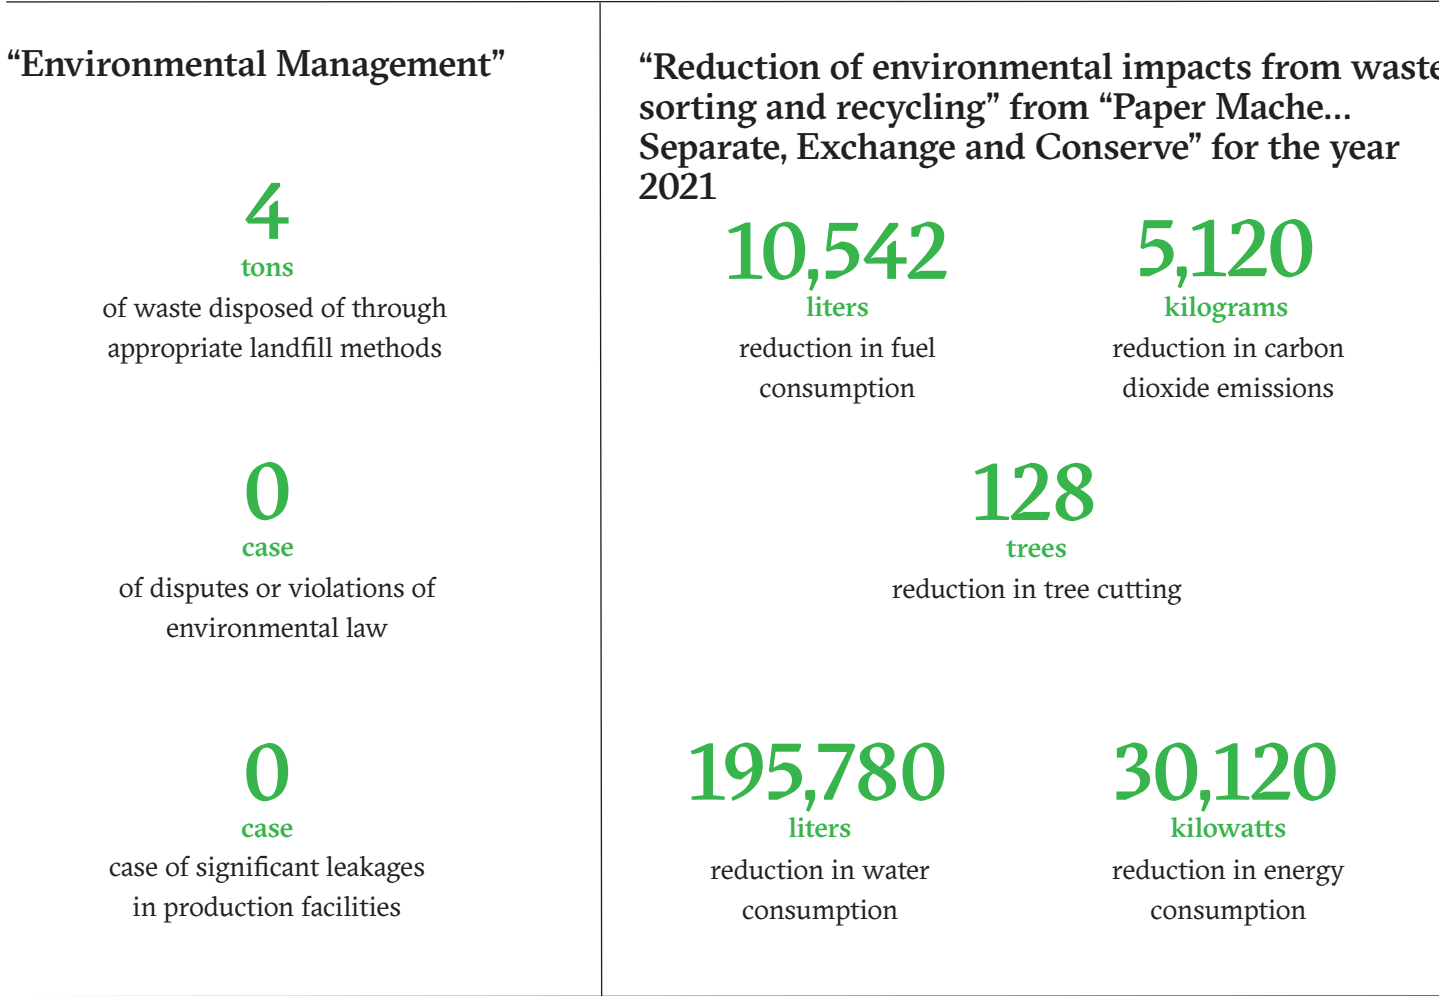 “Environmental Management”
4
tons
of waste disposed of through
appropriate landfill methods
0
case
of disputes or violations of
environmental law
0
case
case of significant leakages
in production facilities
“Reduction of environmental impacts from waste
sorting and recycling” from “Paper Mache...
Separate, Exchange and Conserve” for the year
2021
10,542
liters
reduction in fuel
consumption
5,120
kilograms
reduction in carbon
dioxide emissions
128
trees
reduction in tree cutting
195,780
liters
reduction in water
consumption
30,120
kilowatts
reduction in energy
consumption